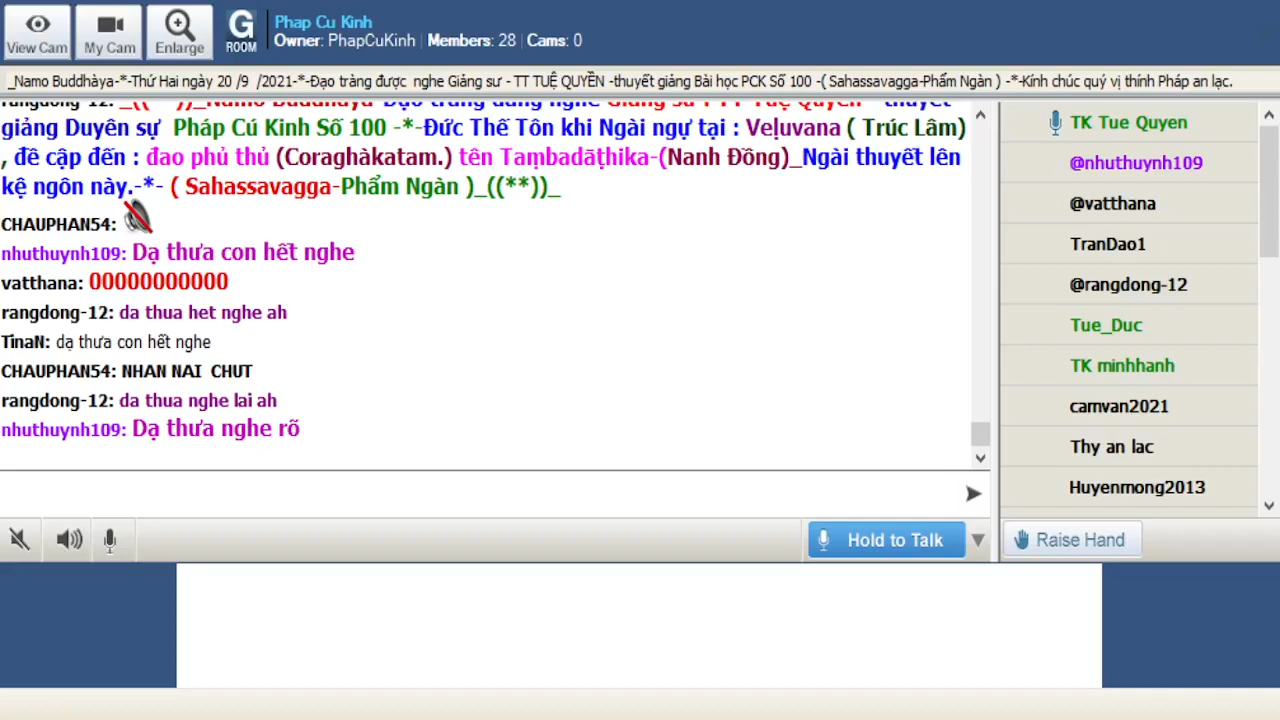 View Cam
My Cam
Enlarge
G
ROOM
Phap Cu Kinh
Owner: PhapCuKinh | Members: 28 | Cams: 0
_Namo Buddhàya-*-Thứ Hai ngày 20 /9 /2021-*-Đạo tràng được nghe Giảng sư - TT TUỆ QUYỀN -thuyết giảng Bài học PCK Số 100 -( Sahassavagga-Phẩm Ngàn ) -*-Kính chúc quý vị thính Pháp an lạc.
giảng Duyên sự Pháp Cú Kinh Số 100 -*-Đức Thế Tôn khi Ngài ngự tại : Veḷuvana ( Trúc Lâm)
, đề cập đến : đao phủ thủ (Coraghàkatam.) tên Taṃbadāṭhika-(Nanh Đồng)_Ngài thuyết lên
kệ ngôn này.-*- ( Sahassavagga-Phẩm Ngàn )_((**))_
CHAUPHAN54:
nhuthuynh109: Dạ thưa con hết nghe
vatthana: 00000000000
rangdong-12: da thua het nghe ah
TinaN: dạ thưa con hết nghe
CHAUPHAN54: NHAN NAI CHUT
rangdong-12: da thua nghe lai ah
nhuthuynh109: Dạ thưa nghe rõ
TK Tue Quyen
@nhuthuynh109
@vatthana
TranDao1
@rangdong-12
Tue_Duc
TK minhhanh
camvan2021
Thy an lac
Huyenmong2013
Hold to Talk
Raise Hand